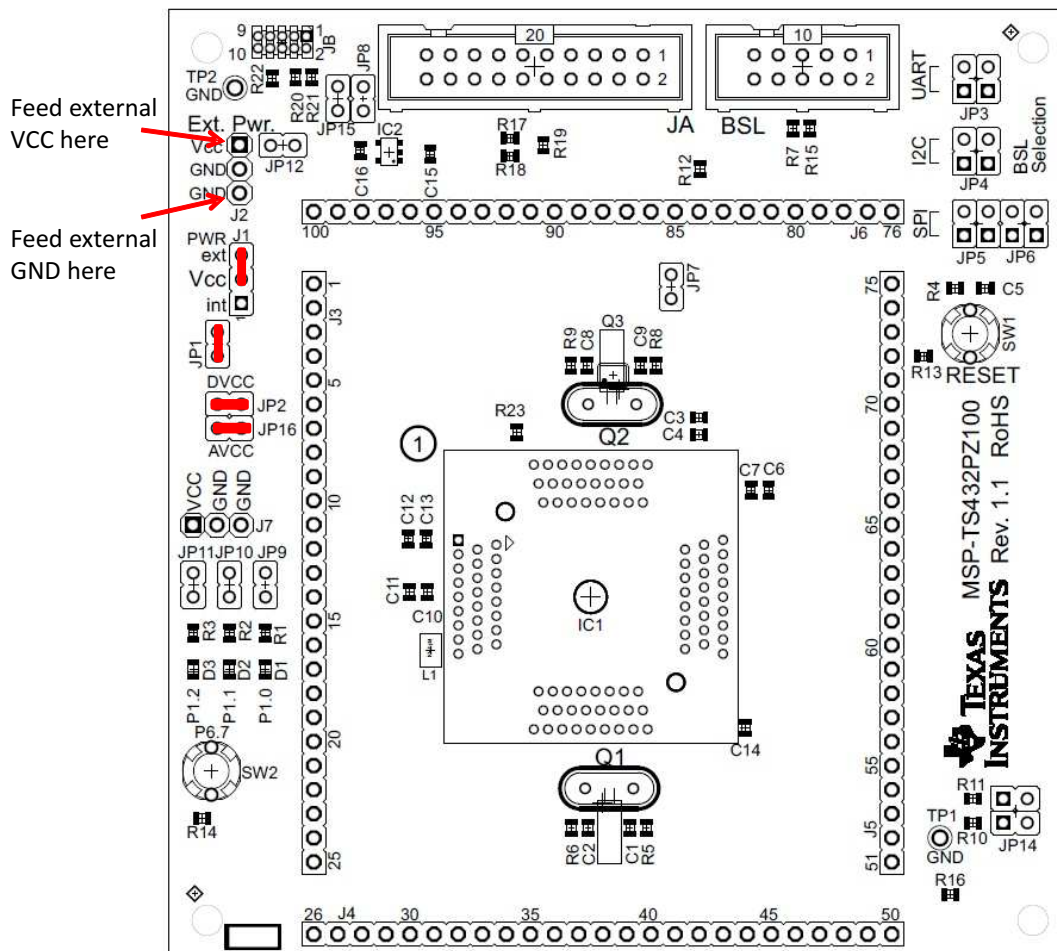 Feed external
VCC here
Feed external
GND here
9
1
10
2
JB
TP2
GND
R22
R20
R21
JP8
JP15
IC2
20
1
2
JA
10
1
2
BSL
UART
JP3
I2C
JP4
BSL
Selection
SPI
JP5
JP6
Ext. Pwr.
Vcc
GND
GND
J2
JP12
C16
C15
R17
R18
R19
R12
R7
R15
100
95
90
85
80
J6
76
PWR
J1
ext
Vcc
int
1
JP1
DVCC
JP2
JP16
AVCC
1
J3
5
10
15
20
25
JP7
75
70
65
60
55
J5
51
R4
C5
SW1
R13
RESET
R9
C8
Q3
C9
R8
R23
Q2
C3
C4
1
C7
C6
C12
C13
C11
C10
L1
IC1
C14
VCC
GND
GND
J7
JP11
JP10
JP9
R3
R2
R1
D3
D2
D1
P1.2
P1.1
P1.0
P6.7
SW2
R14
Q1
R6
C2
C1
R5
MSP-TS432PZ100
Rev. 1.1 RoHS
TEXAS
INSTRUMENTS
R11
R10
JP14
TP1
GND
R16
26
J4
30
35
40
45
50